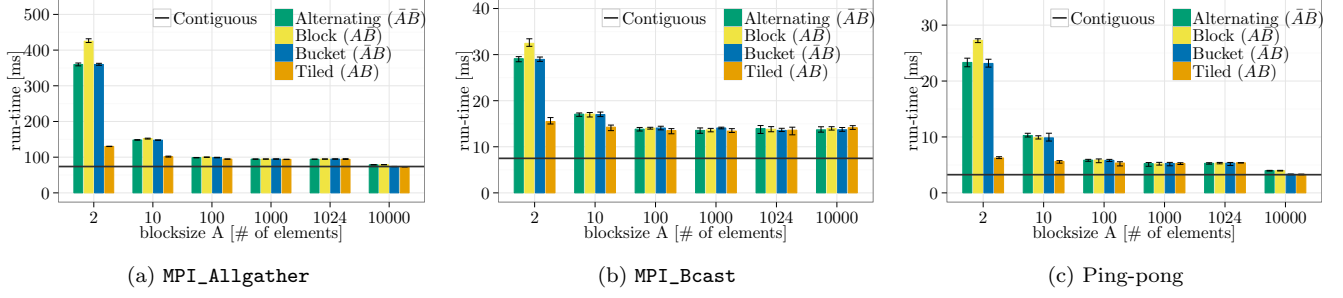 Contiguous
Alternating (ĀB̄)
Block (AB̄)
Bucket (ĀB)
Tiled (AB)
run-time [ms]
500
400
300
200
100
0
2 10 100 1000 1024 10000
blocksize A [# of elements]
(a) MPI_Allgather
Contiguous
Alternating (ĀB̄)
Block (AB̄)
Bucket (ĀB)
Tiled (AB)
run-time [ms]
40
30
20
10
0
2 10 100 1000 1024 10000
blocksize A [# of elements]
(b) MPI_Bcast
Contiguous
Alternating (ĀB̄)
Block (AB̄)
Bucket (ĀB)
Tiled (AB)
run-time [ms]
30
20
10
0
2 10 100 1000 1024 10000
blocksize A [# of elements]
(c) Ping-pong